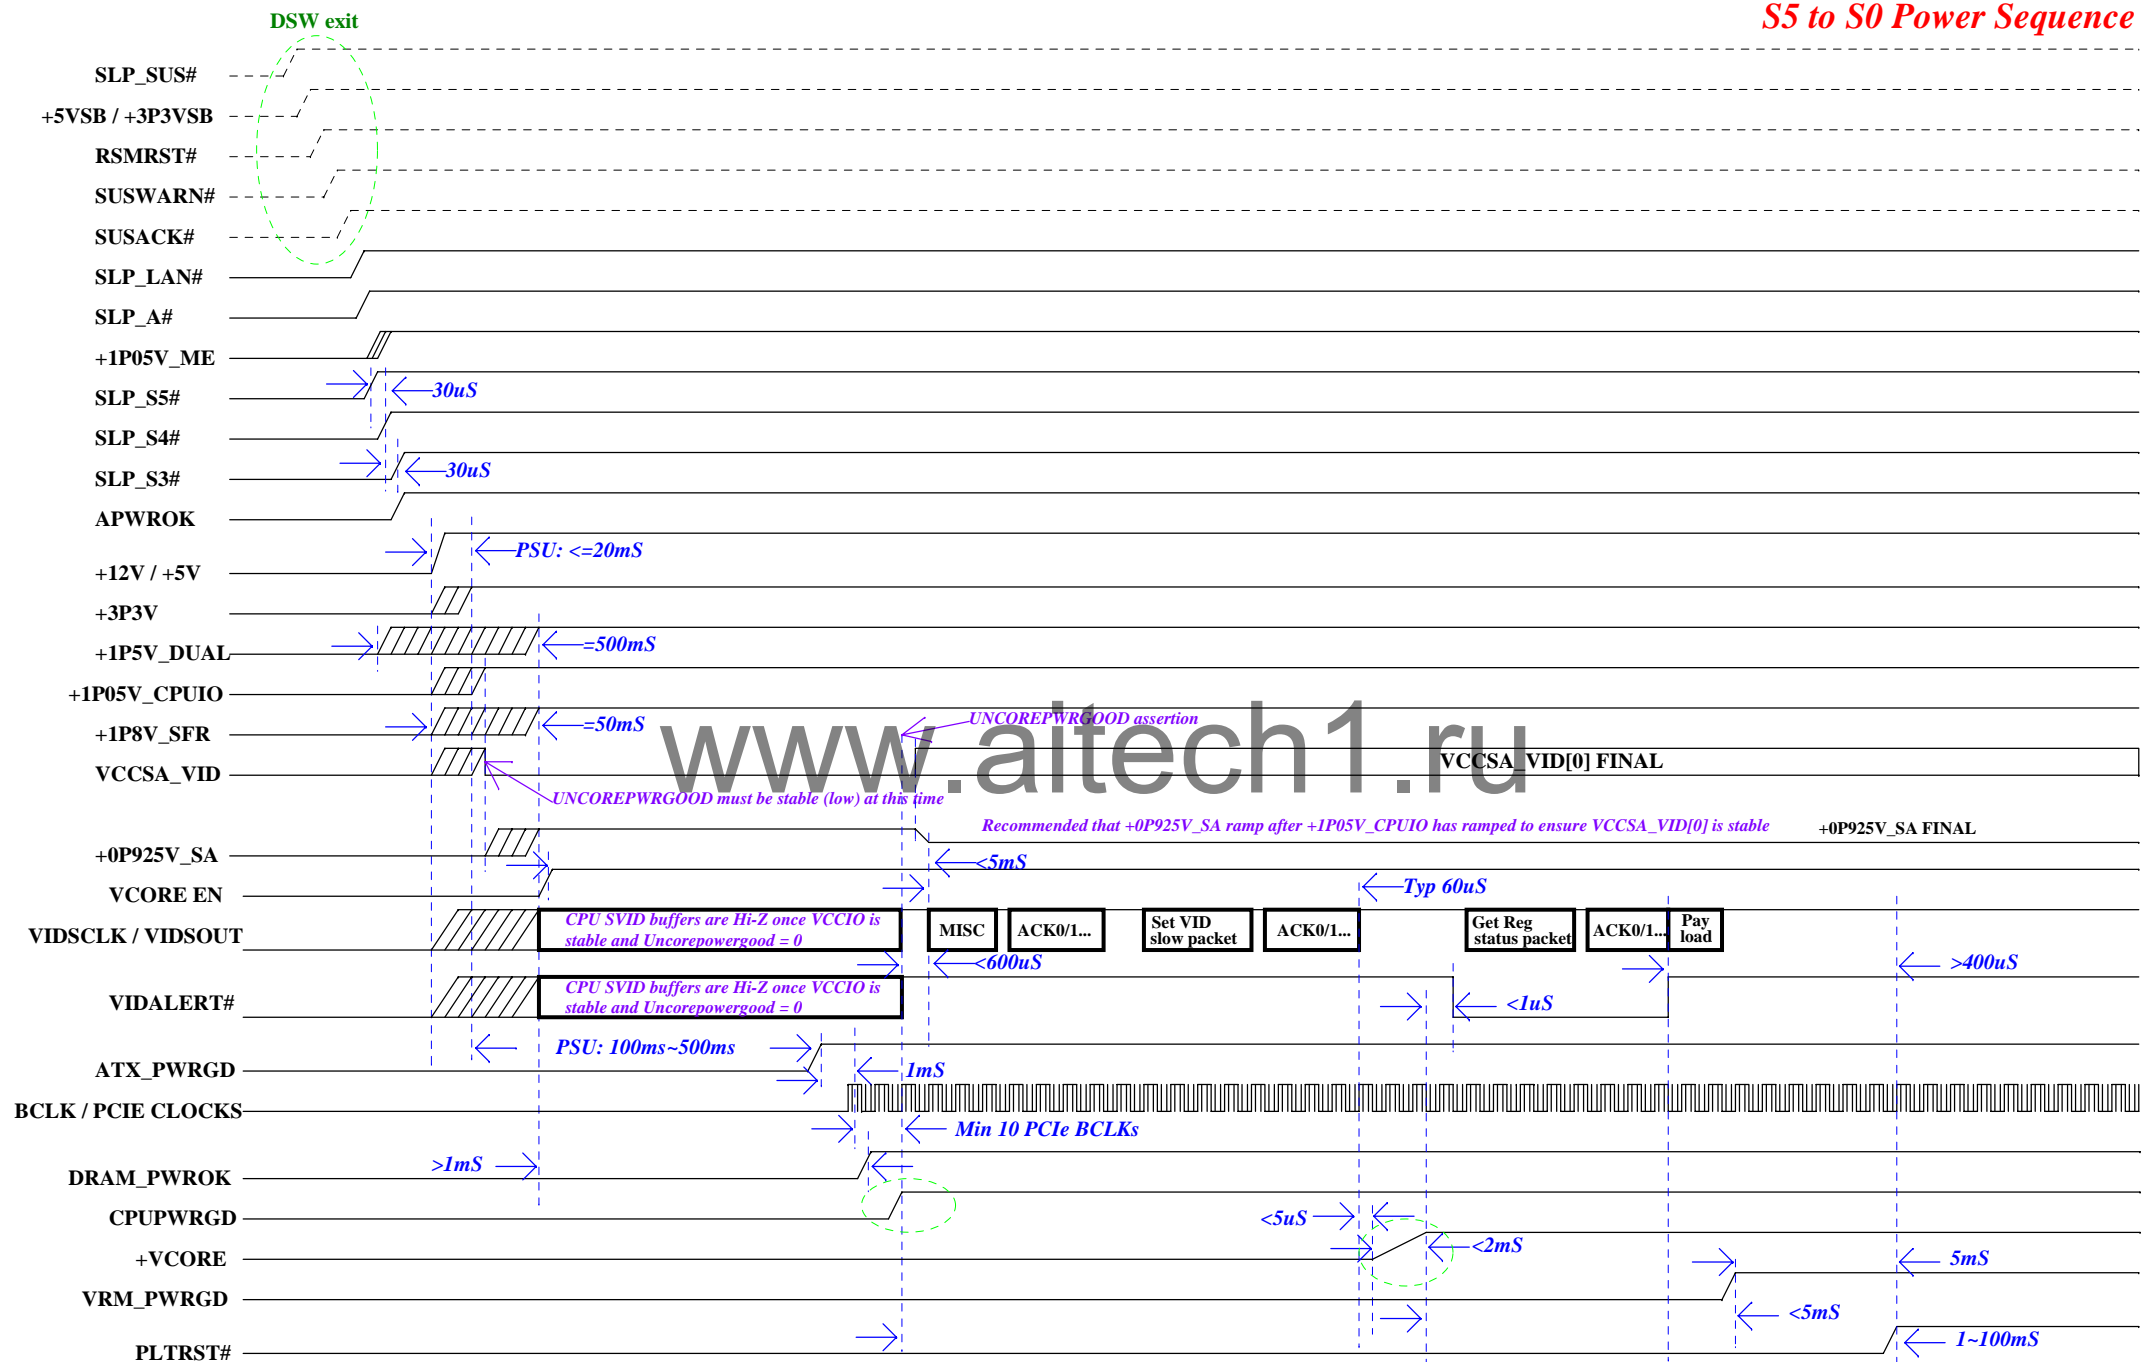 S5 to S0 Power Sequence
DSW exit
SLP_SUS#
+5VSB / +3P3VSB
RSMRST#
SUSWARN#
SUSACK#
SLP_LAN#
SLP_A#
+1P05V_ME
SLP_S5#
30uS
SLP_S4#
SLP_S3#
30uS
APWROK
+12V / +5V
PSU: <=20mS
+3P3V
+1P5V_DUAL
=500mS
+1P05V_CPUIO
+1P8V_SFR
=50mS
UNCOREPWRGOOD assertion
www.aitech1.ru
VCCSA_VID
VCCSA_VID[0] FINAL
UNCOREPWRGOOD must be stable (low) at this time
Recommended that +0P925V_SA ramp after +1P05V_CPUIO has ramped to ensure VCCSA_VID[0] is stable
+0P925V_SA FINAL
+0P925V_SA
<5mS
VCORE EN
Typ 60uS
VIDSCLK / VIDSOUT
CPU SVID buffers are Hi-Z once VCCIO is
stable and Uncorepowergood = 0
MISC
ACK0/1...
Set VID
slow packet
ACK0/1...
Get Reg
status packet
ACK0/1...
Pay
load
<600uS
>400uS
VIDALERT#
CPU SVID buffers are Hi-Z once VCCIO is
stable and Uncorepowergood = 0
<1uS
PSU: 100ms~500ms
ATX_PWRGD
1mS
BCLK / PCIE CLOCKS
Min 10 PCIe BCLKs
>1mS
DRAM_PWROK
CPUPWRGD
<5uS
+VCORE
<2mS
5mS
VRM_PWRGD
<5mS
PLTRST#
1~100mS